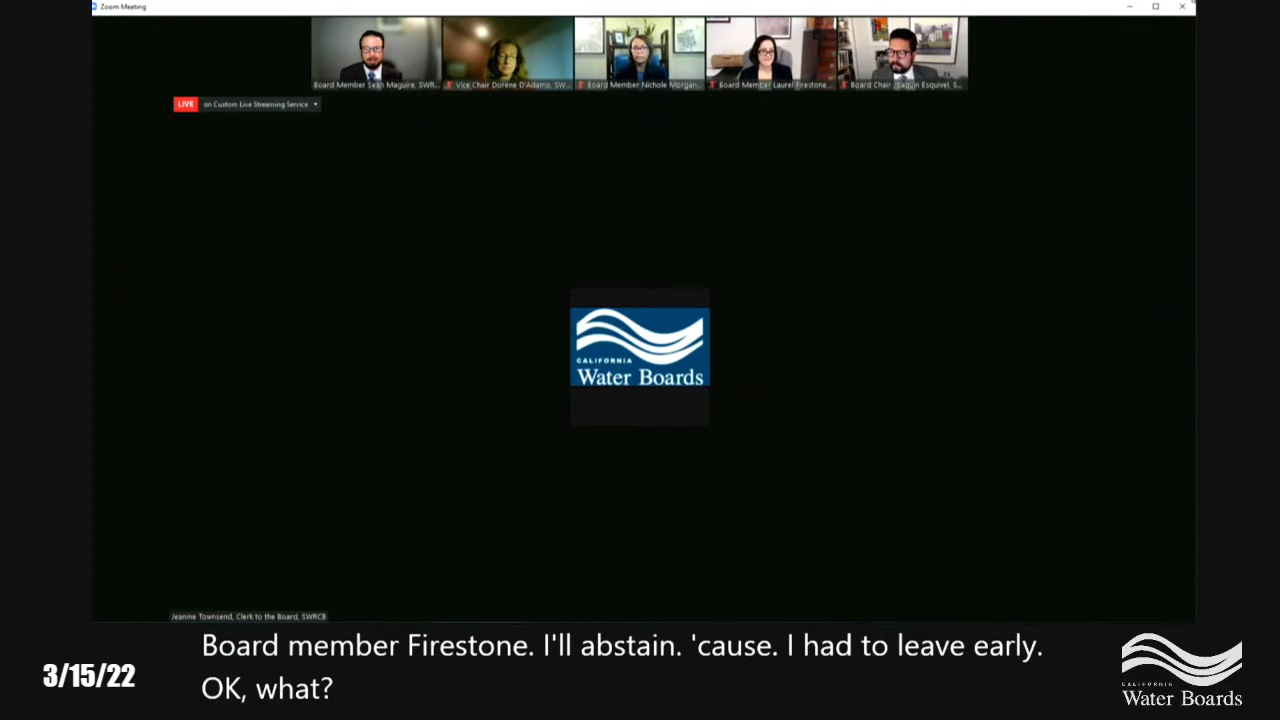 Zoom Meeting
Board Member Sean Maguire, SWR...
Vice Chair Dorene D'Adamo, SW...
Board Member Nichole Morgan...
Board Member Laurel Firestone...
Board Chair Joaquin Esquivel, S...
LIVE on Custom Live Streaming Service
CALIFORNIA
Water Boards
Jeanine Townsend, Clerk to the Board, SWRCB
Board member Firestone. I'll abstain. 'cause. I had to leave early.
OK, what?
3/15/22
CALIFORNIA
Water Boards